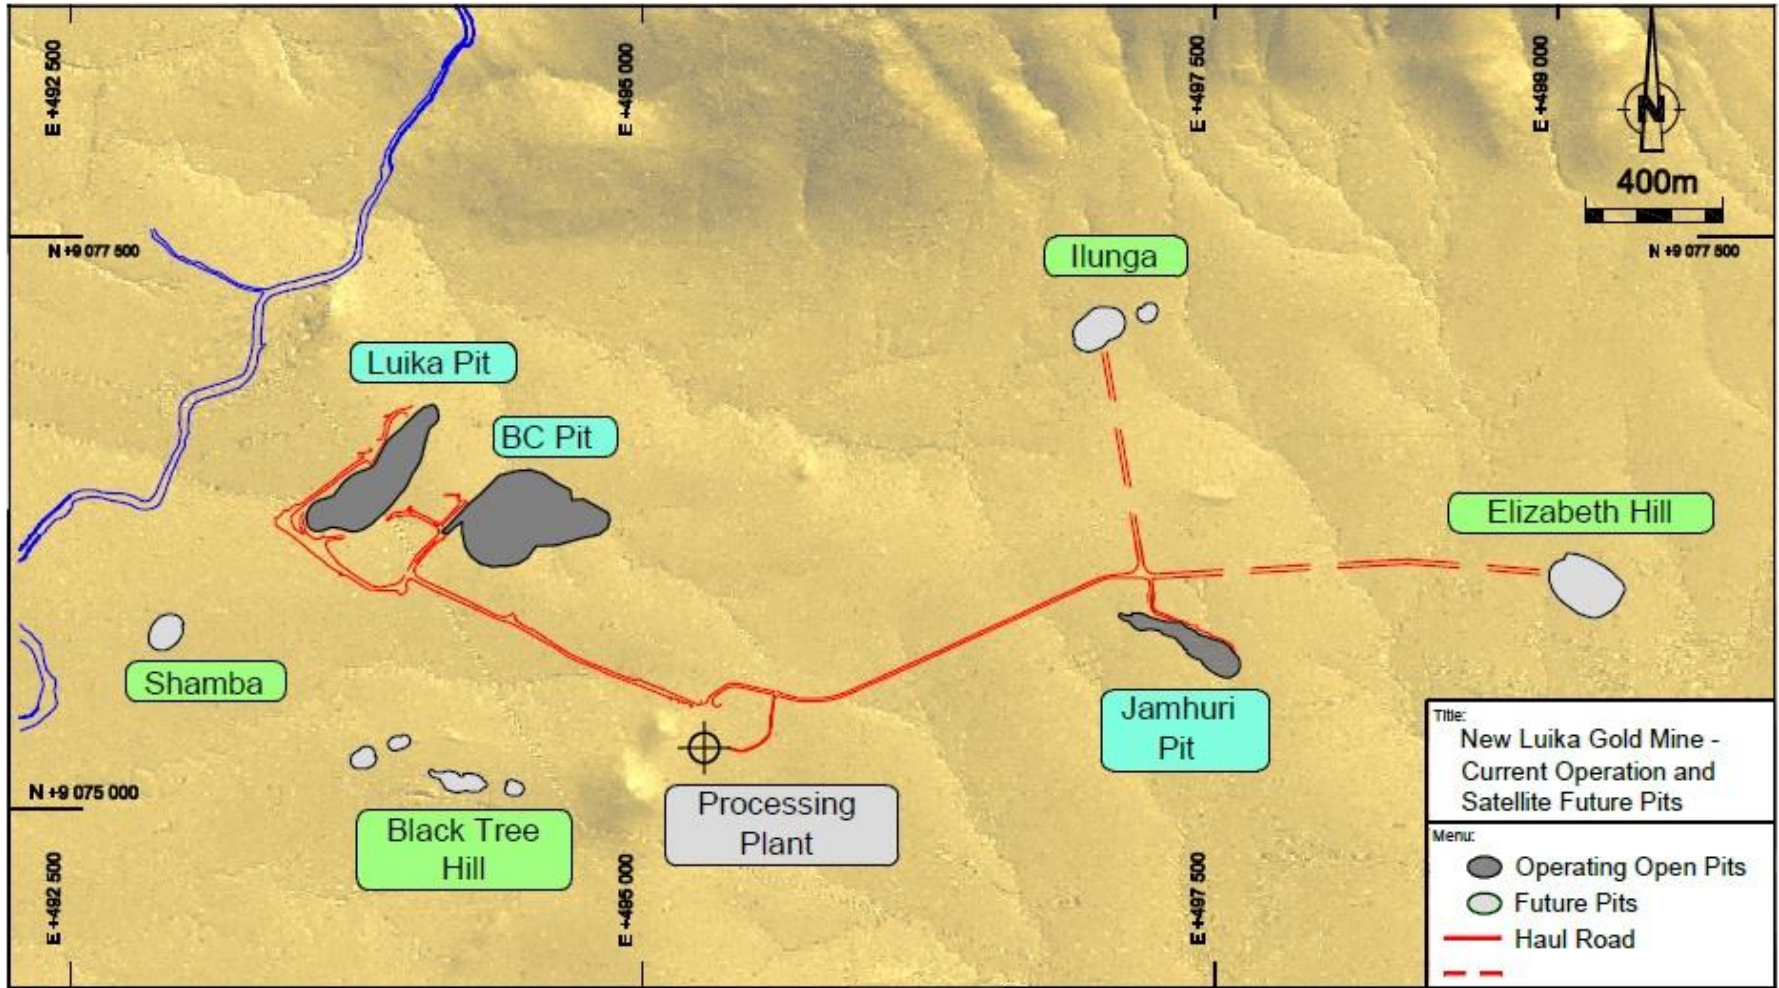 E +492 500
E +495 000
E +497 500
E +499 000
N
400m
N +9 077 500
N +9 077 500
Ilunga
Luika Pit
BC Pit
Elizabeth Hill
Shamba
Jamhuri
Pit
N +9 075 000
Processing
Plant
Black Tree
Hill
E +492 500
E +495 000
E +497 500
Title:
New Luika Gold Mine -
Current Operation and
Satellite Future Pits
Menu:
Operating Open Pits
Future Pits
Haul Road